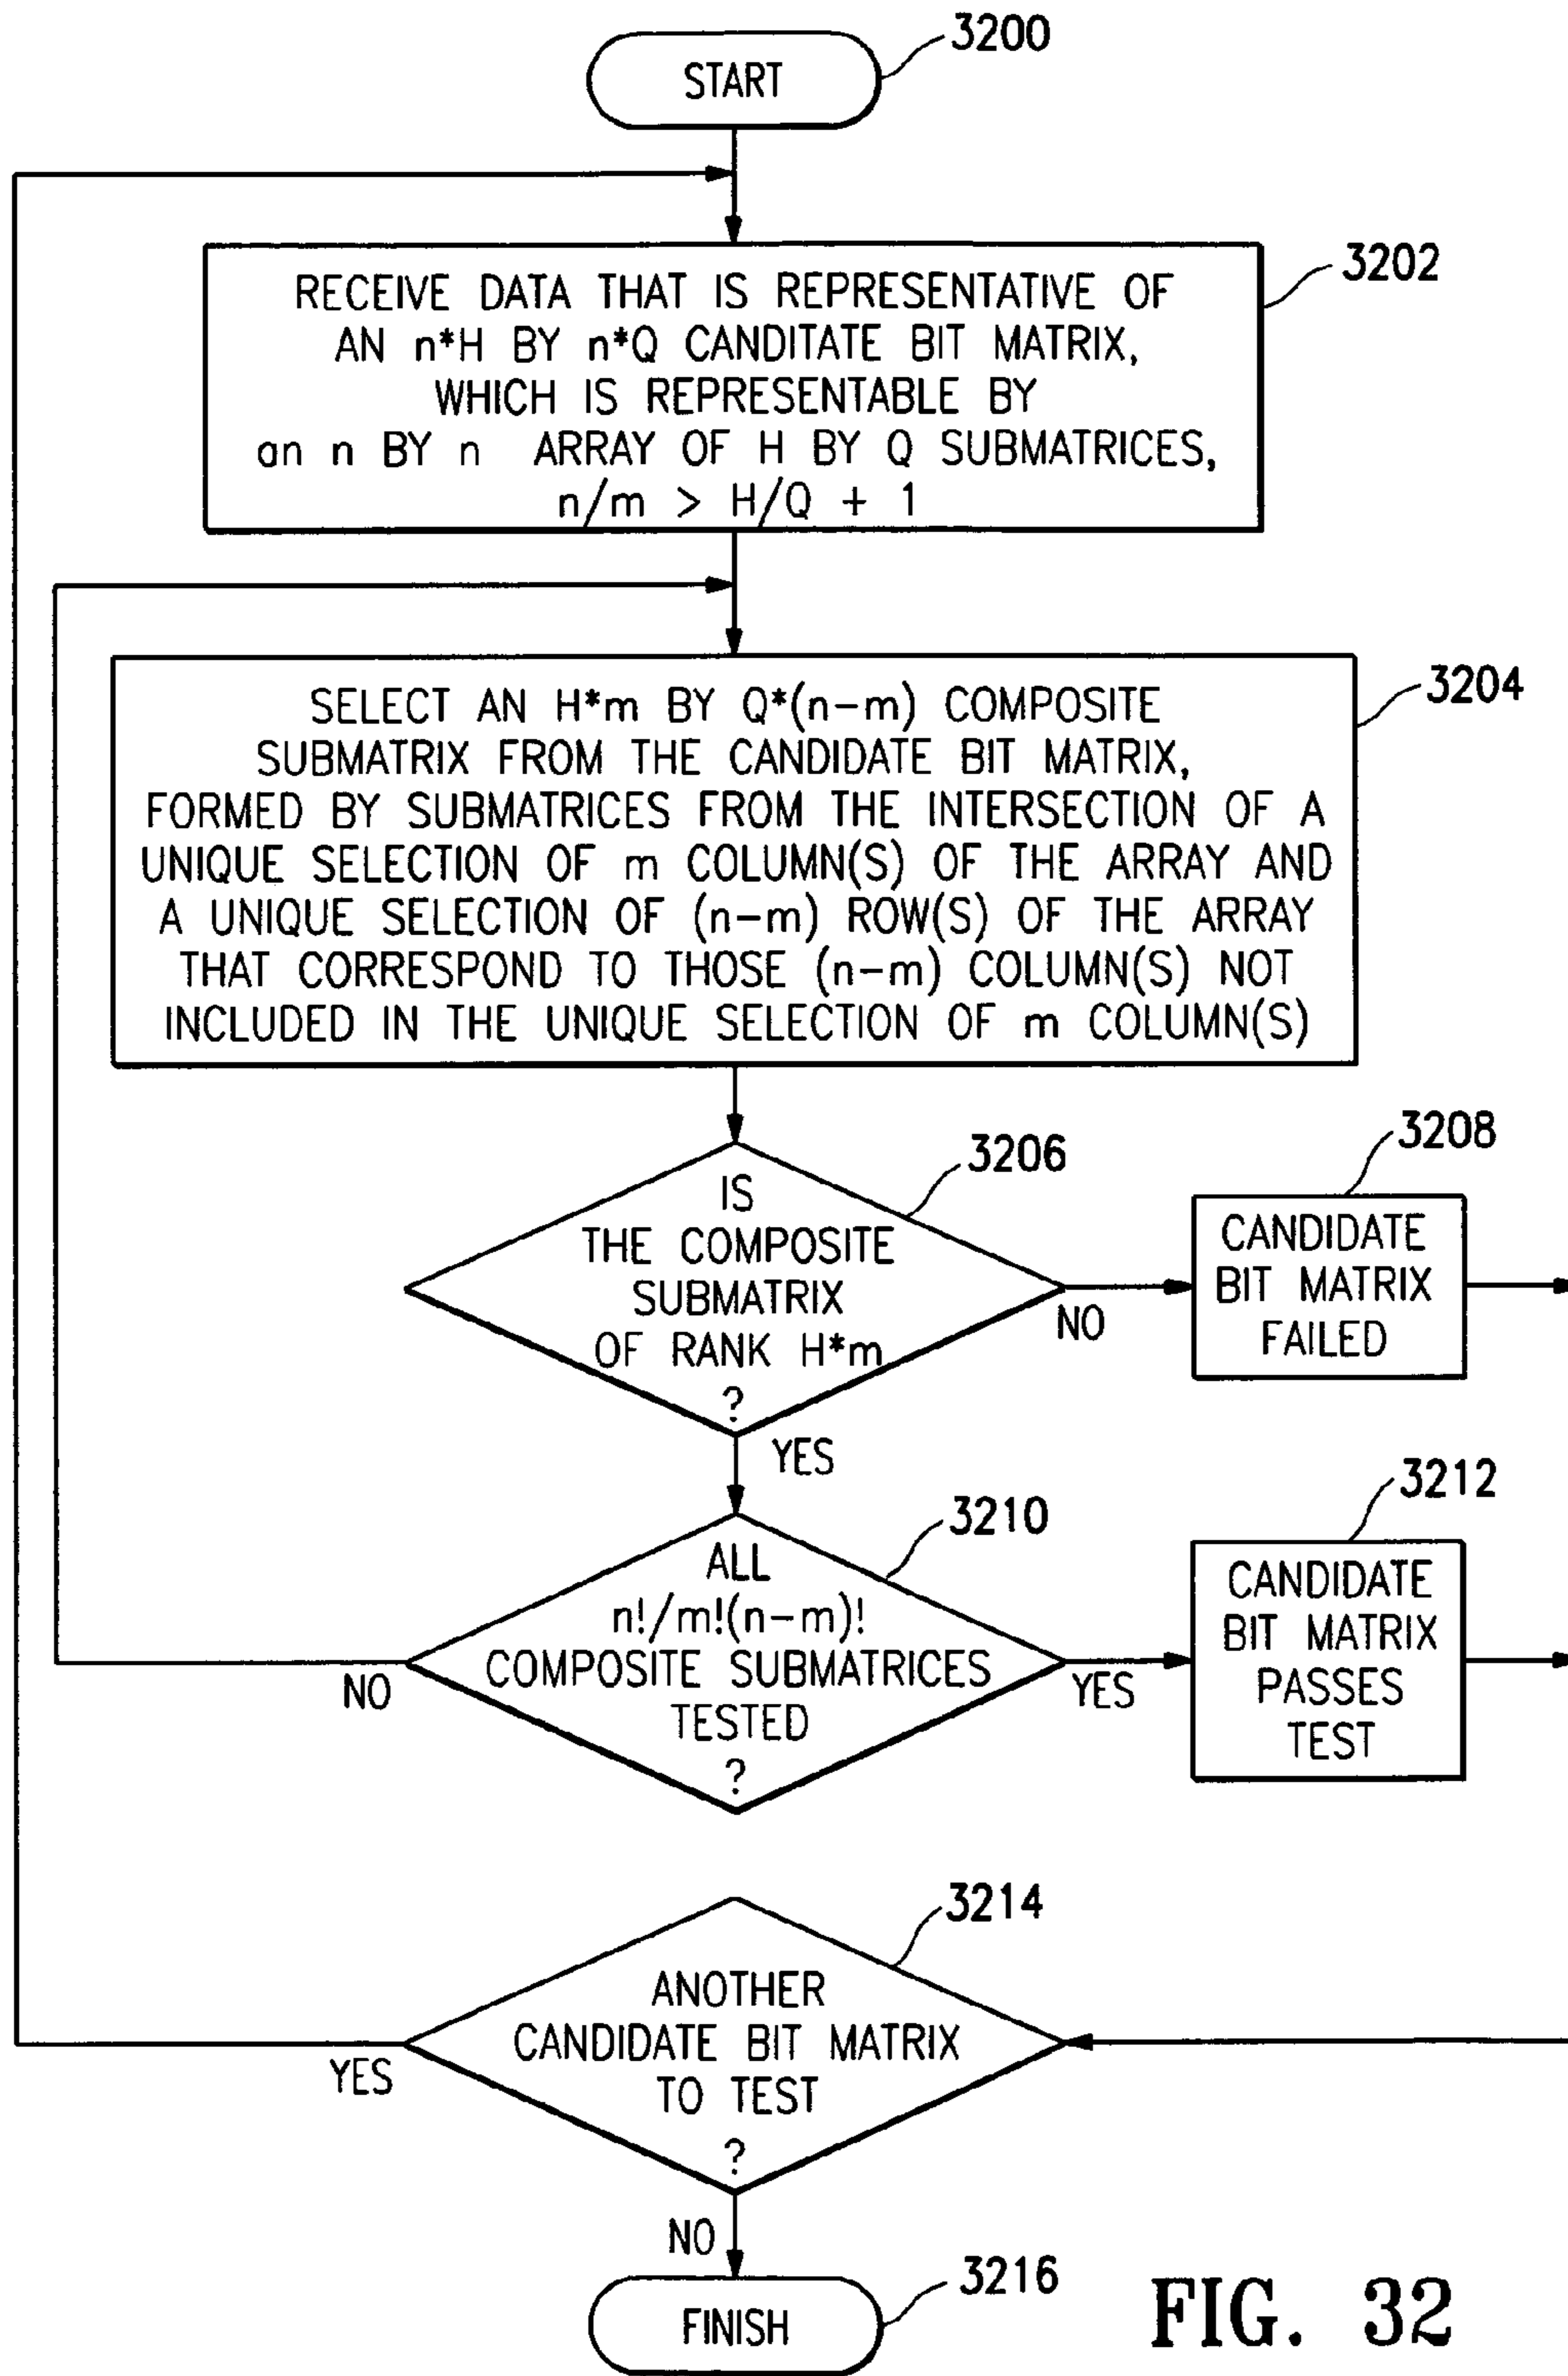 3200
START
3202
RECEIVE DATA THAT IS REPRESENTATIVE OF
AN n*H BY n*Q CANDITATE BIT MATRIX,
WHICH IS REPRESENTABLE BY
an n BY n ARRAY OF H BY Q SUBMATRICES,
n/m > H/Q + 1
3204
SELECT AN H*m BY Q*(n-m) COMPOSITE
SUBMATRIX FROM THE CANDIDATE BIT MATRIX,
FORMED BY SUBMATRICES FROM THE INTERSECTION OF A
UNIQUE SELECTION OF m COLUMN(S) OF THE ARRAY AND
A UNIQUE SELECTION OF (n-m) ROW(S) OF THE ARRAY
THAT CORRESPOND TO THOSE (n-m) COLUMN(S) NOT
INCLUDED IN THE UNIQUE SELECTION OF m COLUMN(S)
3206
IS
THE COMPOSITE
SUBMATRIX
OF RANK H*m
?
NO
3208
CANDIDATE
BIT MATRIX
FAILED
YES
3210
ALL
n!/m!(n-m)!
COMPOSITE SUBMATRICES
TESTED
?
NO
YES
3212
CANDIDATE
BIT MATRIX
PASSES
TEST
3214
ANOTHER
CANDIDATE BIT MATRIX
TO TEST
?
YES
NO
3216
FINISH
FIG. 32